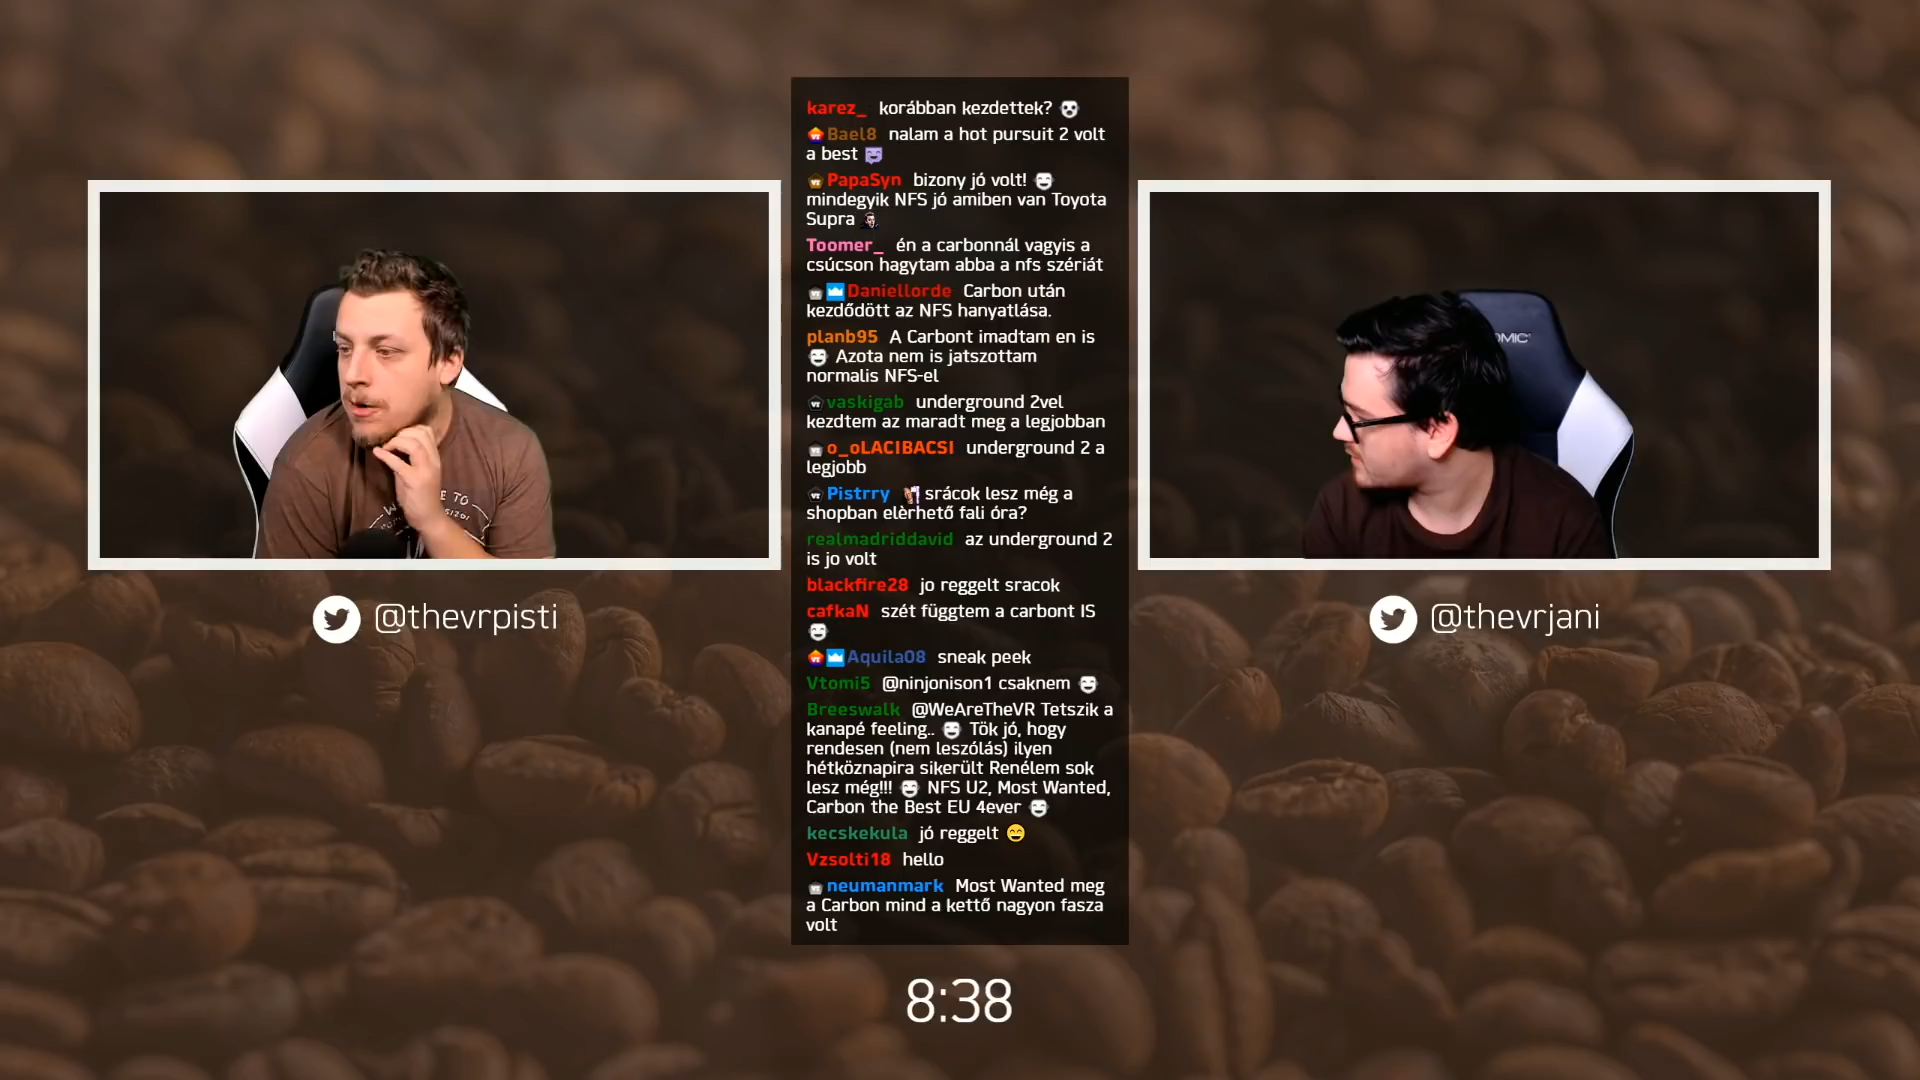 karez_ korábban kezdettek?
Bael8 nalam a hot pursuit 2 volt
a best
PapaSyn bizony jó volt!
mindegyik NFS jó amiben van Toyota
Supra
Toomer_ én a carbonnál vagyis a
csúcson hagytam abba a nfs szériát
Daniellorde Carbon után
kezdődött az NFS hanyatlása.
planb95 A Carbont imadtam en is
Azota nem is jatszottam
normalis NFS-el
vaskigab underground 2vel
kezdtem az maradt meg a legjobban
o_oLACIBACSI underground 2 a
legjobb
Pistrry srácok lesz még a
shopban elérhető fali óra?
realmadriddavid az underground 2
is jo volt
blackfire28 jo reggelt sracok
cafkaN szét függtem a carbont IS
Aquila08 sneak peek
Vtomi5 @ninjonison1 csaknem
Breeswalk @WeAreTheVR Tetszik a
kanapé feeling.. Tök jó, hogy
rendesen (nem leszólás) ilyen
hétköznapira sikerült Renélem sok
lesz még!!! NFS U2, Most Wanted,
Carbon the Best EU 4ever
kecskekula jó reggelt
Vzsolti18 hello
neumanmark Most Wanted meg
a Carbon mind a kettő nagyon fasza
volt
@thevrpisti
@thevrjani
8:38